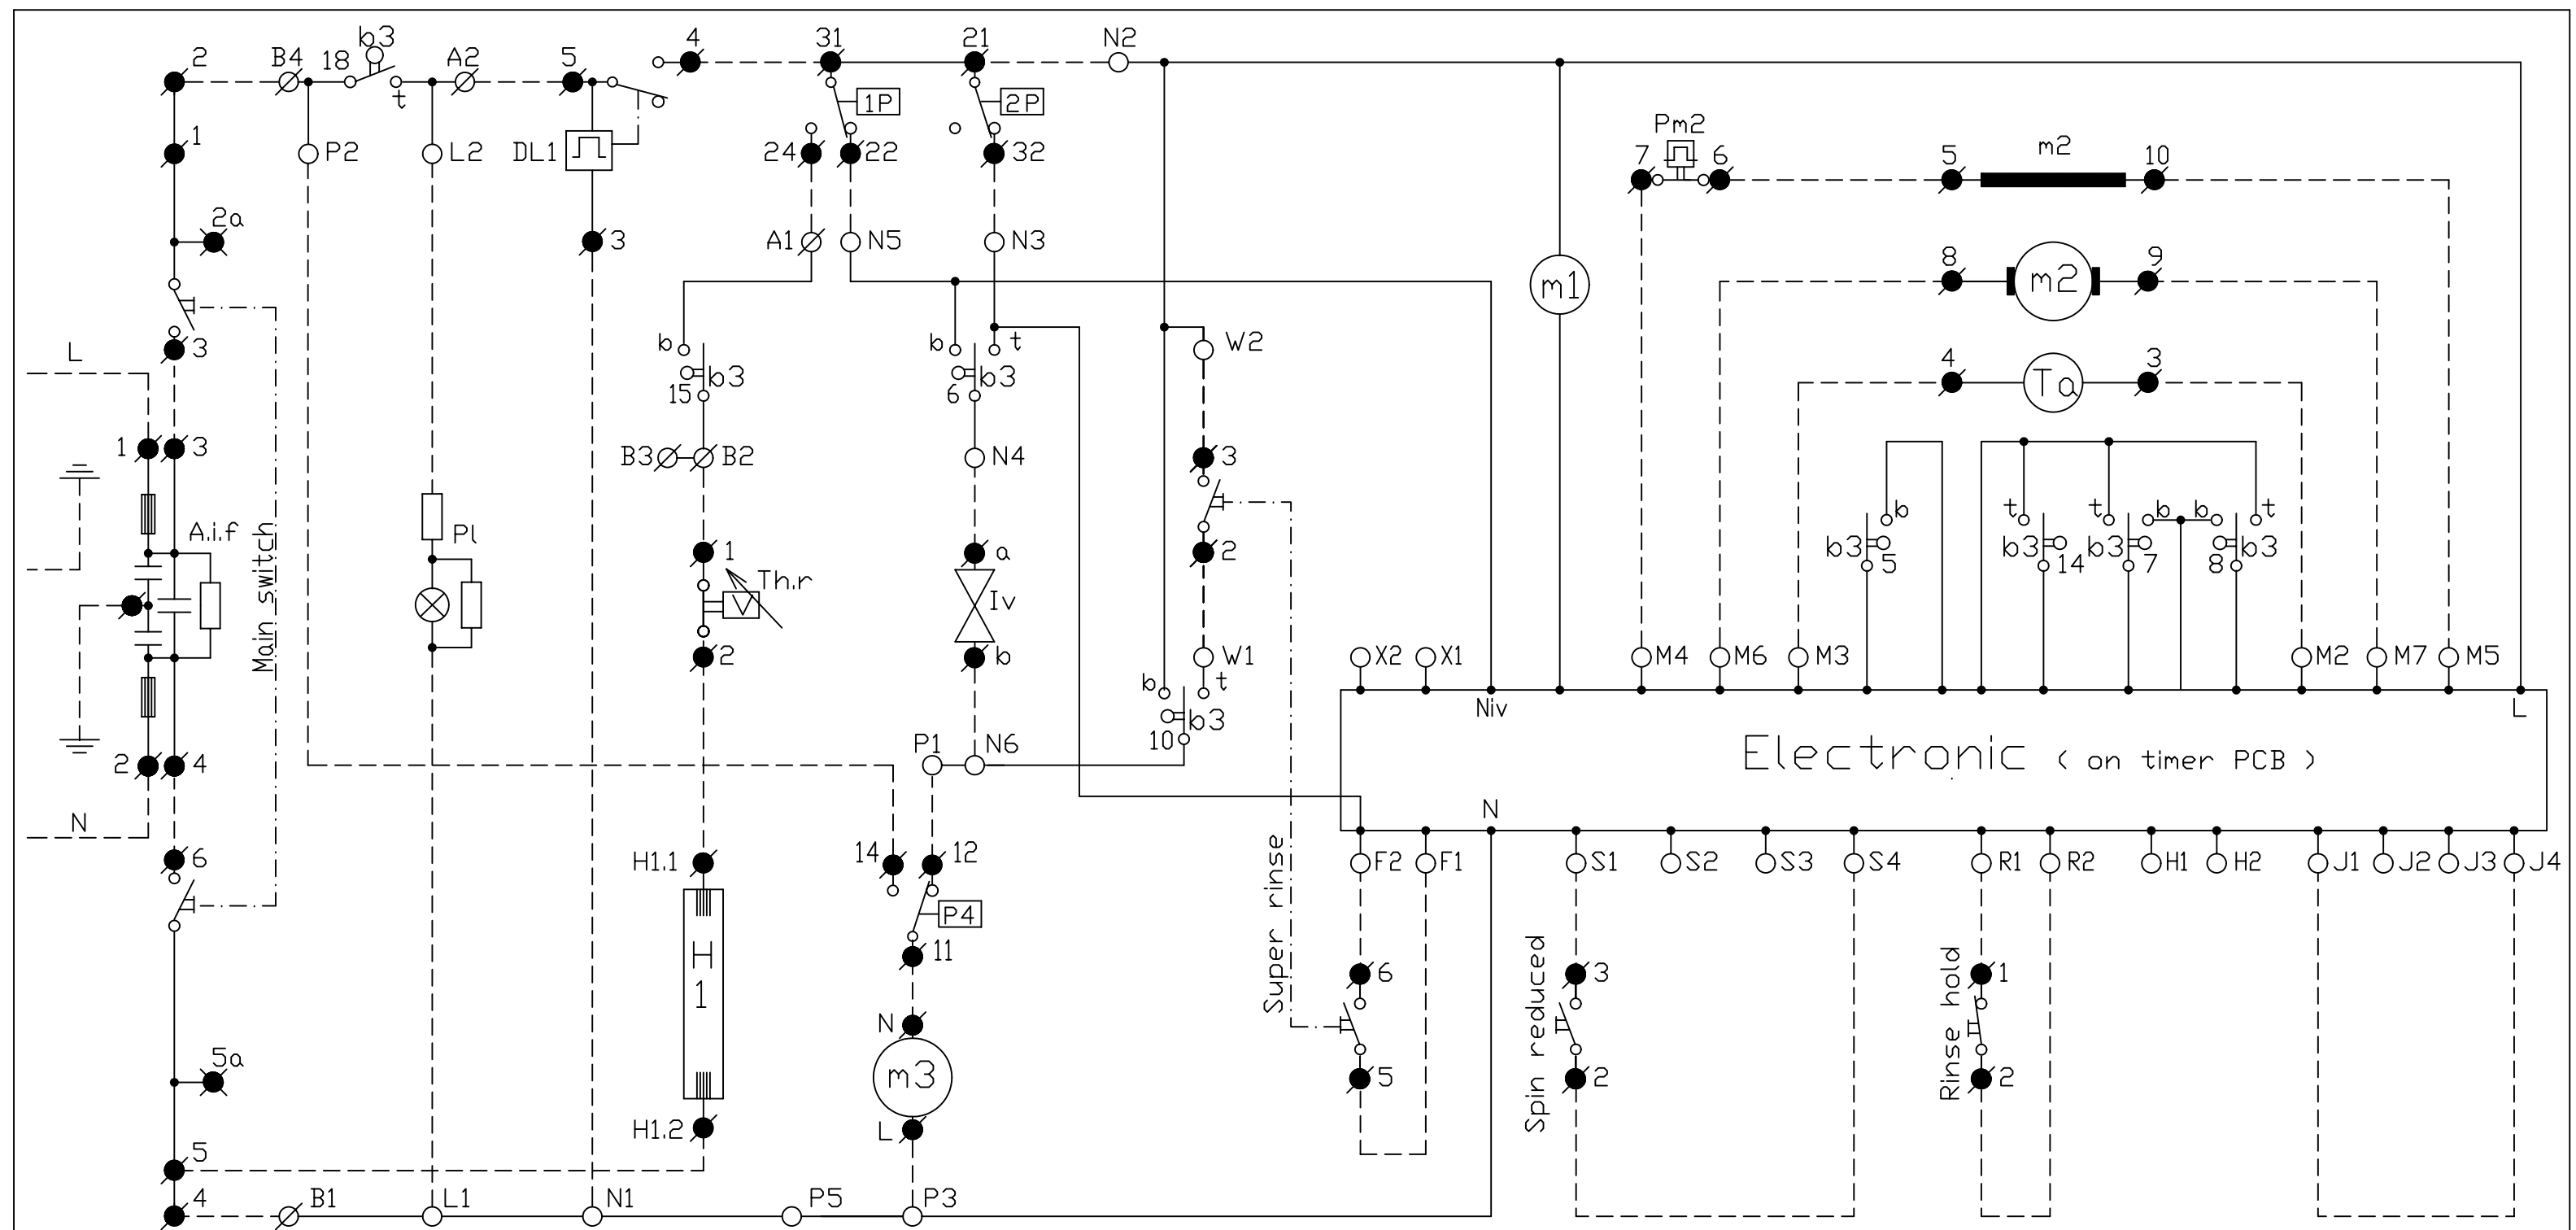 2 B4 18 b3 A2 5 4 31 21 N2
t
1P 2P
1 P2 L2 DL1 24 22 32
Pm2 m2
7 6 5 10
2a 3 A1 N5 N3
m1
8 m2 9
L 3
b b3 15
b t b3 6
W2
4 Ta 3
1 3 B3 B2 N4 3
A.i.f
Main switch
Pl
1 Th.r a Iv 2
b b3 5
t b3 14
t b b3 7
b t b3 8
2 b W1
X2 X1 M4 M6 M3 M2 M7 M5
b t b3 10
Niv L
2 4 P1 N6
Electronic ( on timer PCB )
N N
6 H1.1 14 12
F2 F1 S1 S2 S3 S4 R1 R2 H1 H2 J1 J2 J3 J4
P4
H1
11
Super rinse
6
Spin reduced
3
Rinse hold
1
N
m3
5a
5 2 2
5 H1.2 L
4 B1 L1 N1 P5 P3